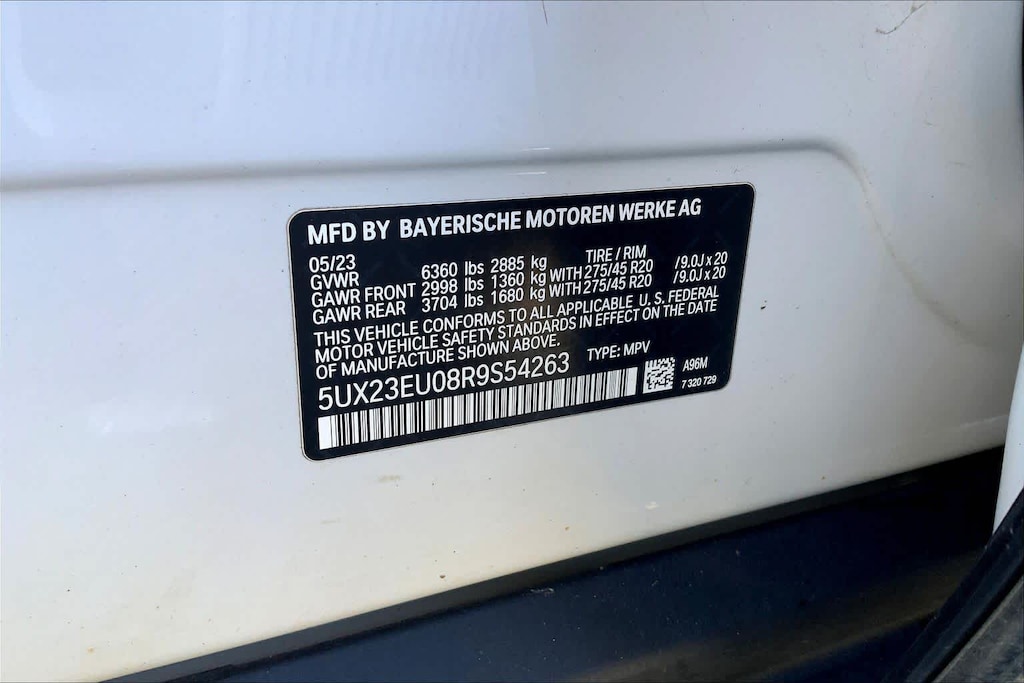 MFD BY BAYERISCHE MOTOREN WERKE AG
05/23 TIRE / RIM
GVWR 6360 lbs 2885 kg
GAWR FRONT 2998 lbs 1360 kg WITH 275/45 R20 /9.0J x 20
GAWR REAR 3704 lbs 1680 kg WITH 275/45 R20 /9.0J x 20
THIS VEHICLE CONFORMS TO ALL APPLICABLE U. S. FEDERAL
MOTOR VEHICLE SAFETY STANDARDS IN EFFECT ON THE DATE
OF MANUFACTURE SHOWN ABOVE.
5UX23EU08R9S54263 TYPE: MPV
A96M
7 320 729